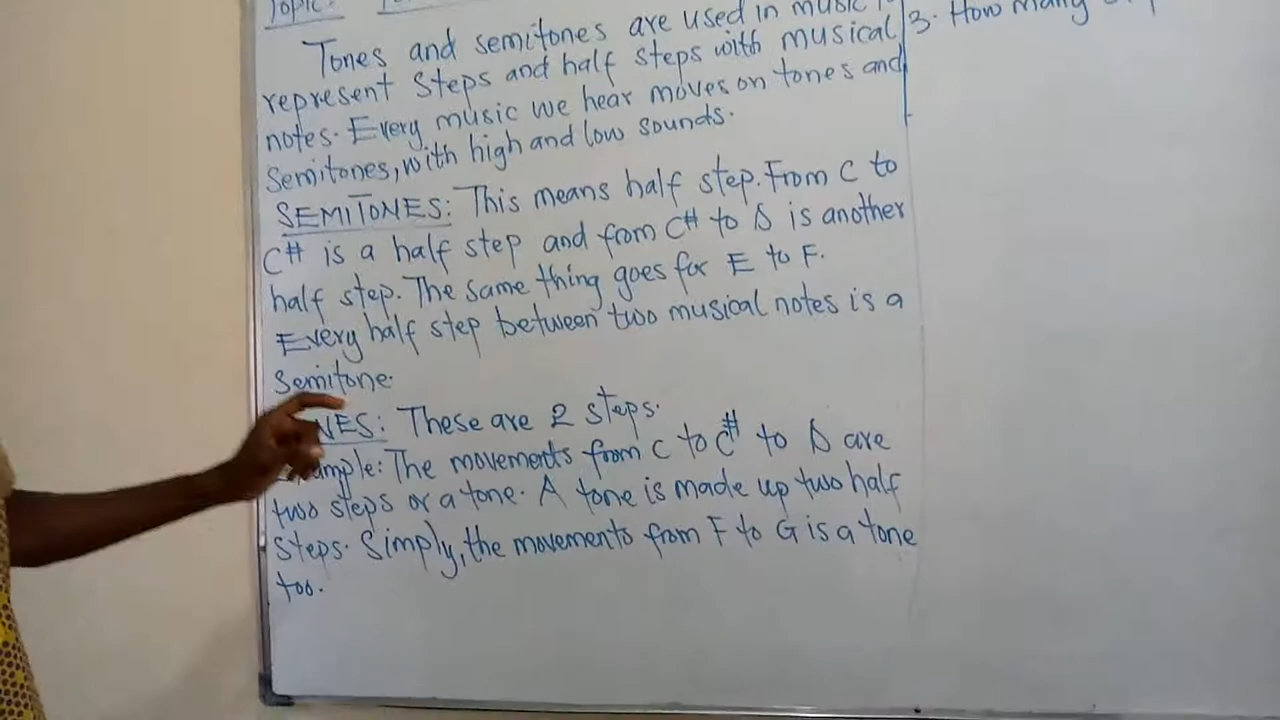 Topic:
Tones and semitones are used in music
represent Steps and half steps with musical
notes. Every music we hear moves on tones and
Semitones, with high and low sounds.
SEMITONES: This means half step. From C to
C# is a half step and from C# to D is another
half step. The same thing goes for E to F.
Every half step between two musical notes is a
Semitone.
NES: These are 2 steps.
mple: The movements from C to C# to D are
two steps or a tone. A tone is made up two half
Steps. Simply, the movements from F to G is a tone
too.
3. How many